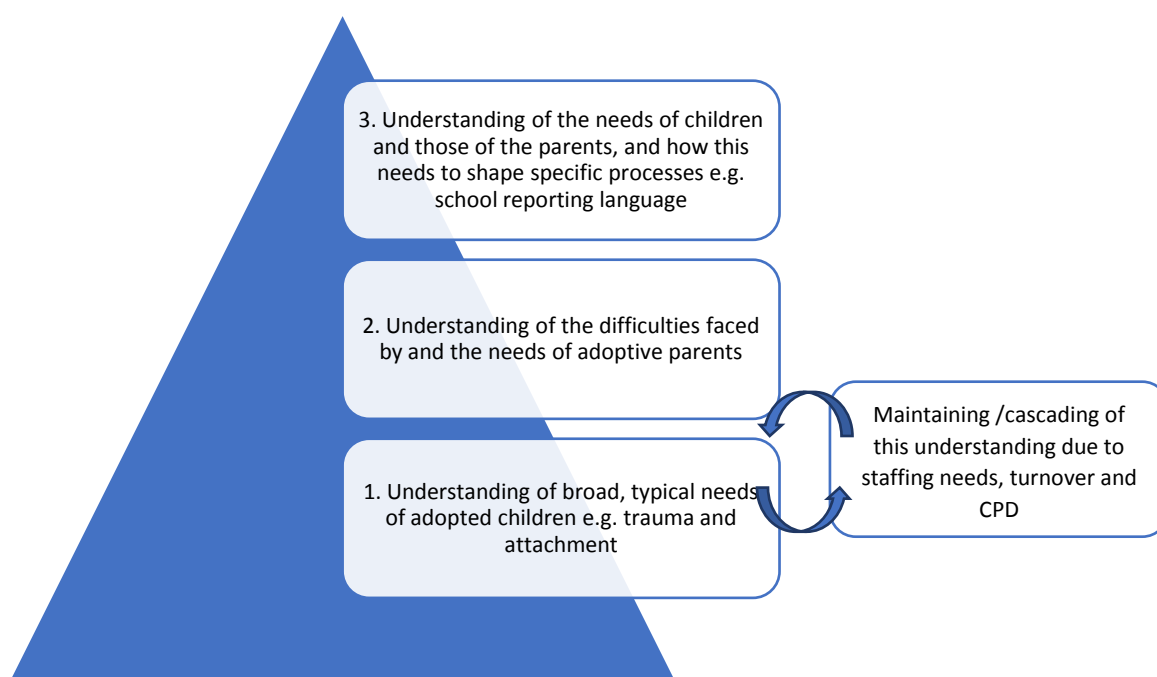 3. Understanding of the needs of children
and those of the parents, and how this
needs to shape specific processes e.g.
school reporting language
2. Understanding of the difficulties faced
by and the needs of adoptive parents
1. Understanding of broad, typical needs
of adopted children e.g. trauma and
attachment
Maintaining /cascading of
this understanding due to
staffing needs, turnover and
CPD